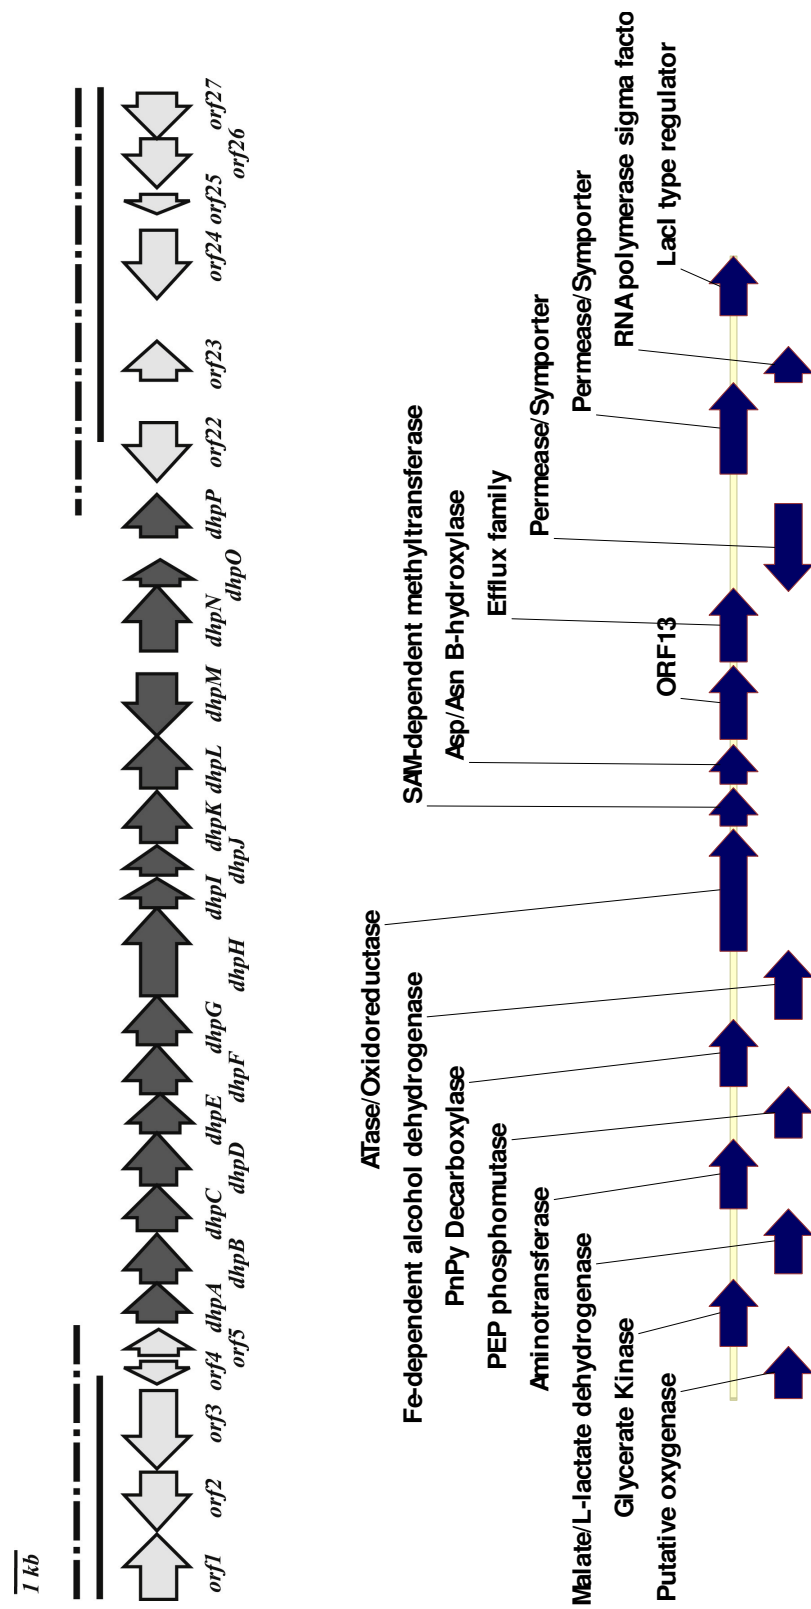 1 kb
orf1
orf2
orf3
orf4
orf5
dhpA
dhpB
dhpC
dhpD
dhpE
dhpF
dhpG
dhpH
dhpI
dhpJ
dhpK
dhpL
dhpM
dhpN
dhpO
dhpP
orf22
orf23
orf24
orf25
orf26
orf27
Putative oxygenase
Glycerate Kinase
Malate/L-lactate dehydrogenase
Aminotransferase
PEP phosphomutase
PnPy Decarboxylase
Fe-dependent alcohol dehydrogenase
ATase/Oxidoreductase
SAM-dependent methyltransferase
Asp/Asn B-hydroxylase
Efflux family
ORF13
Permease/Symporter
Permease/Symporter
RNA polymerase sigma facto
LacI type regulator